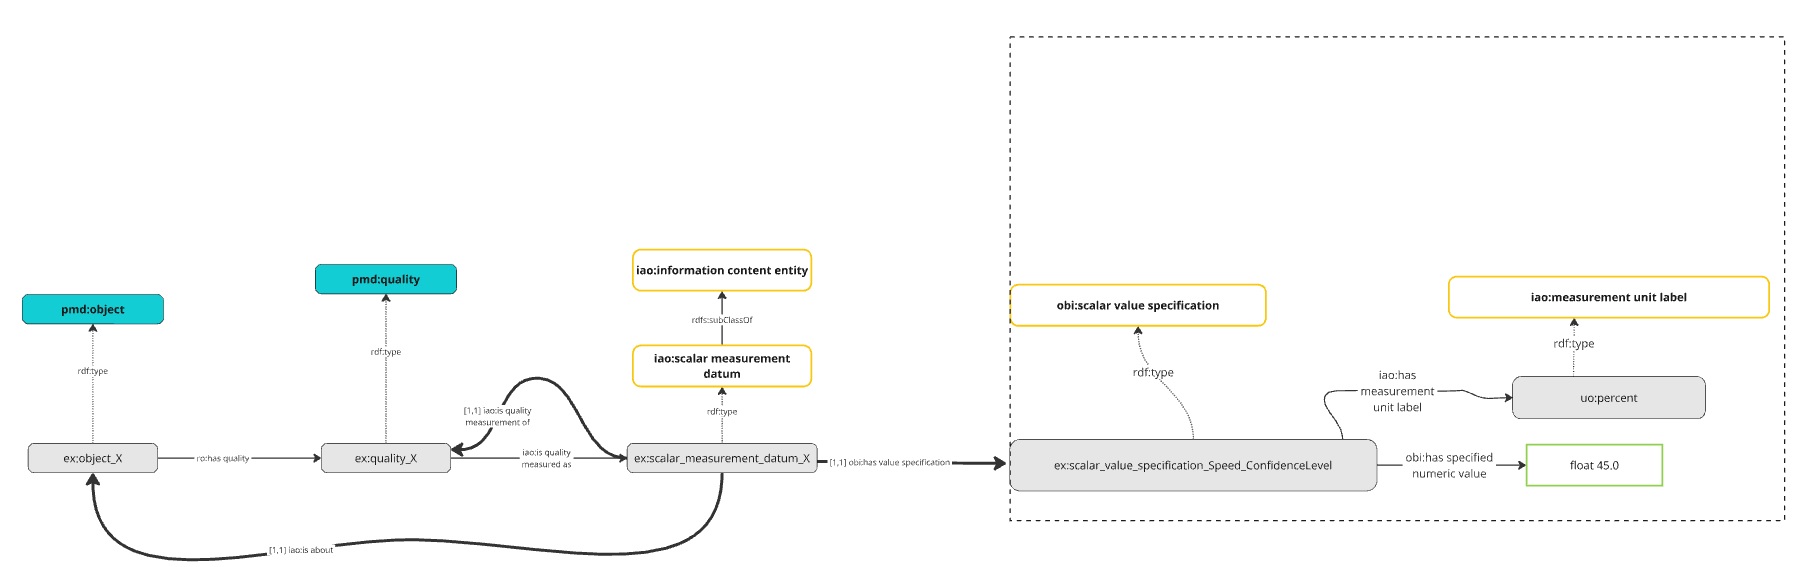 pmd:object
rdf:type
ex:object_X
ro:has quality
pmd:quality
rdf:type
ex:quality_X
[1,1] iao:is quality
measurement of
iao:is quality
measured as
iao:information content entity
rdfs:subClassOf
iao:scalar measurement
datum
rdf:type
ex:scalar_measurement_datum_X
[1,1] iao:is about
[1,1] obi:has value specification
obi:scalar value specification
rdf:type
ex:scalar_value_specification_Speed_ConfidenceLevel
iao:has
measurement
unit label
iao:measurement unit label
rdf:type
uo:percent
obi:has specified
numeric value
float 45.0